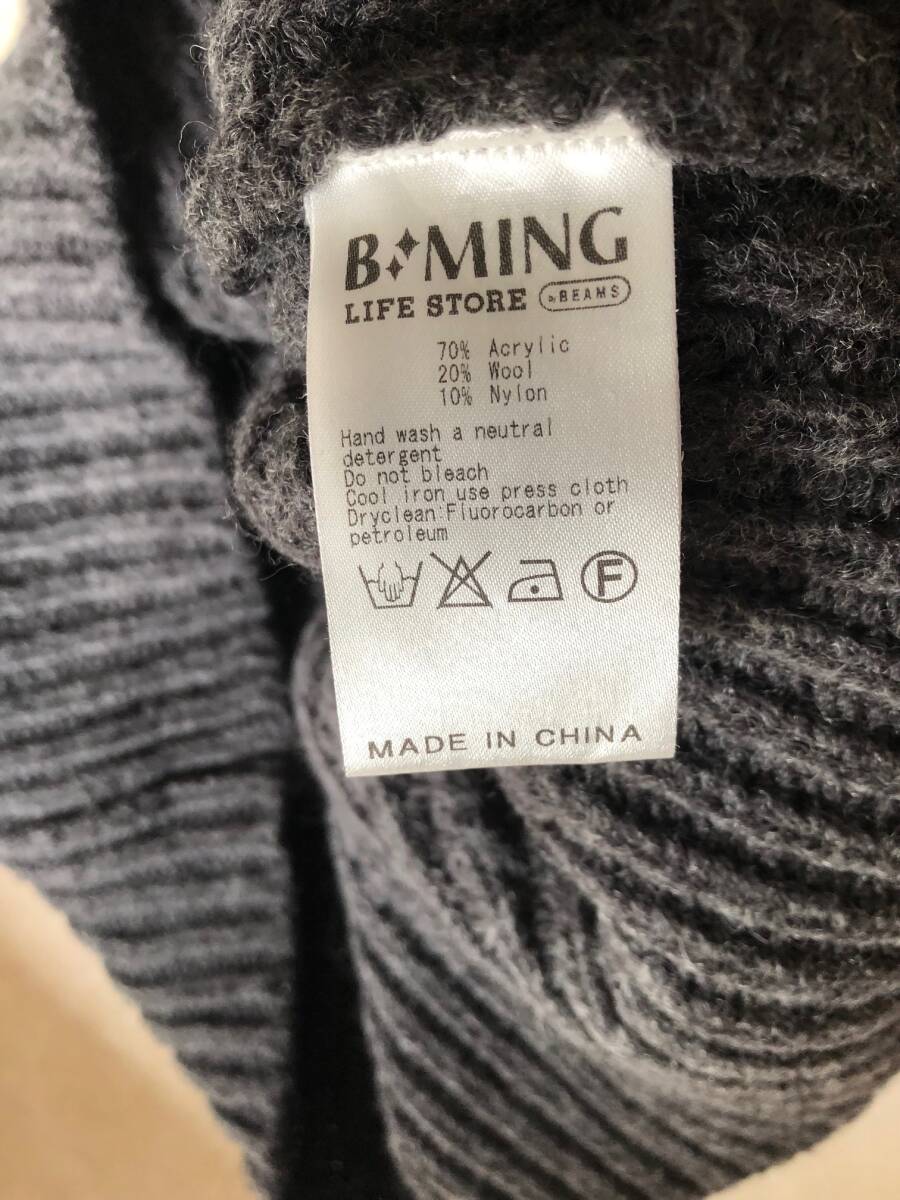 B MING
LIFE STORE by BEAMS
70% Acrylic
20% Wool
10% Nylon
Hand wash a neutral
detergent
Do not bleach
Cool iron use press cloth
Dryclean:Fluorocarbon or
petroleum
F
MADE IN CHINA